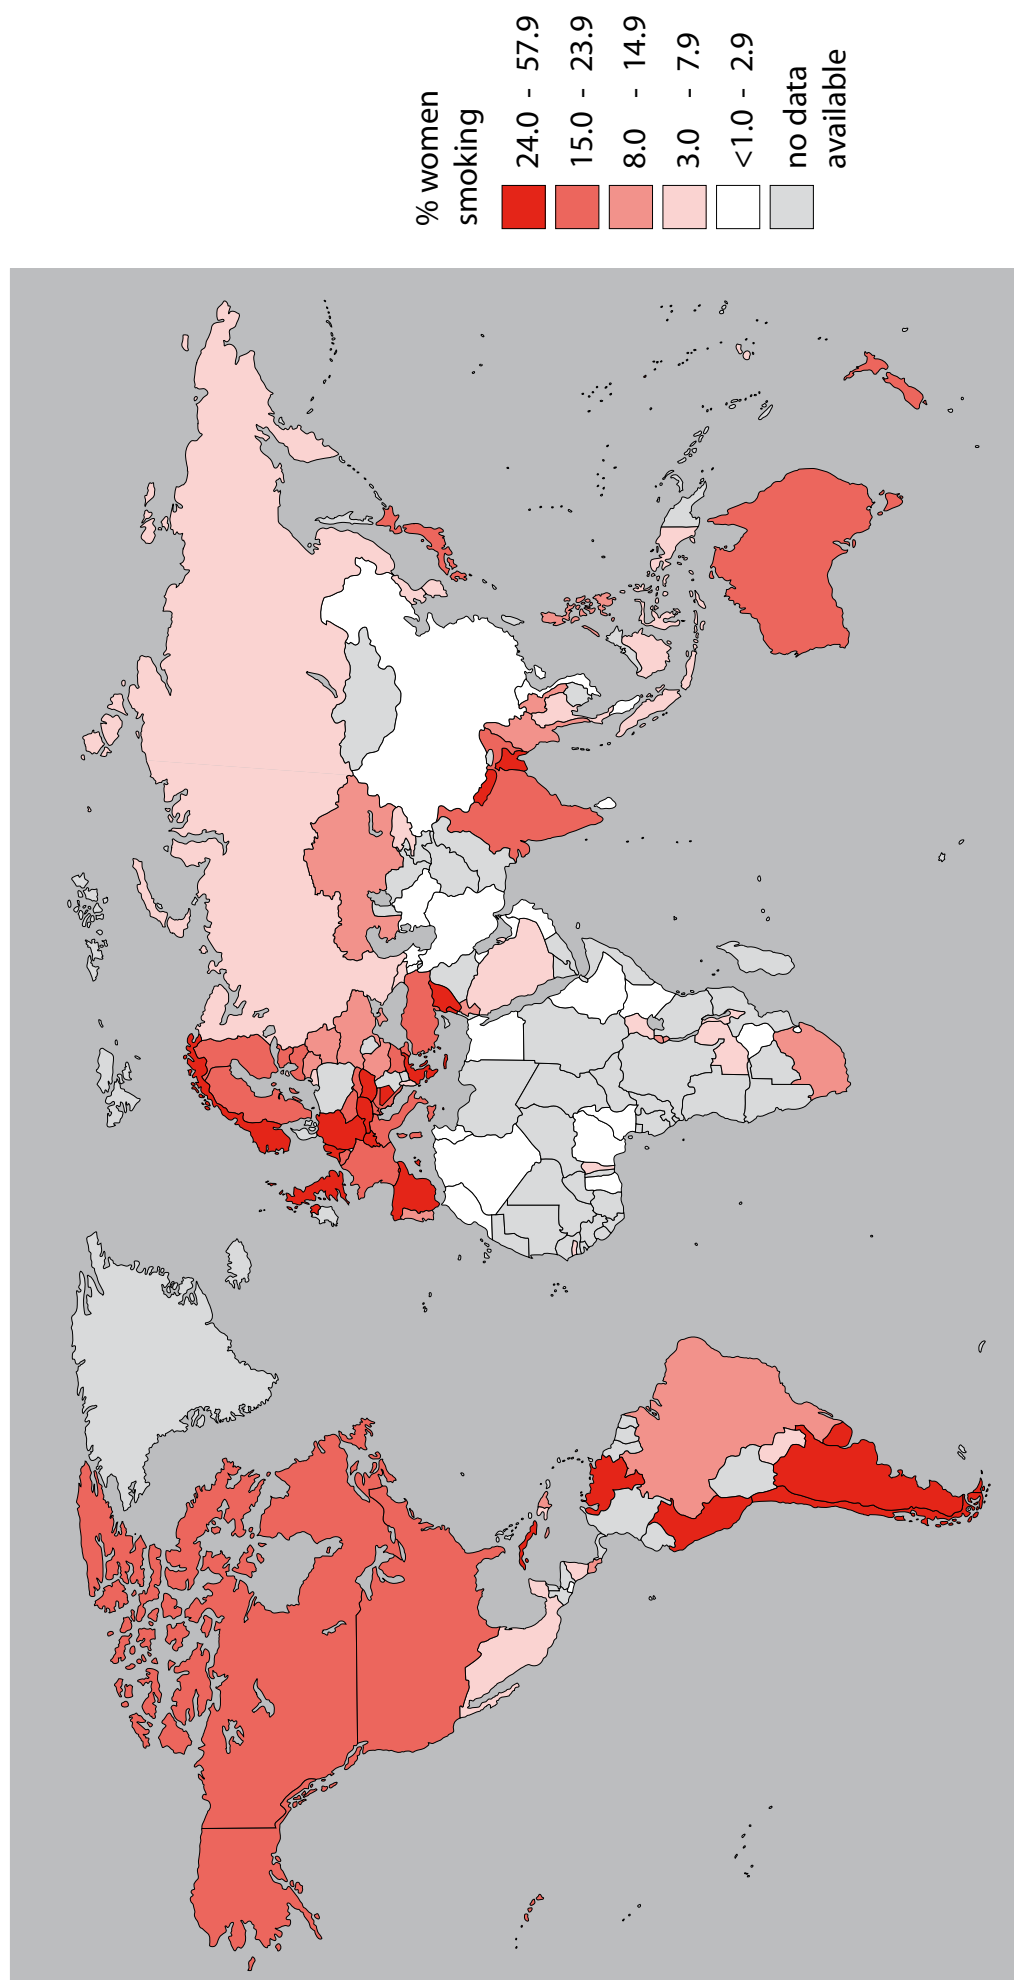 % women
smoking
24.0 - 57.9
15.0 - 23.9
8.0 - 14.9
3.0 - 7.9
<1.0 - 2.9
no data
available